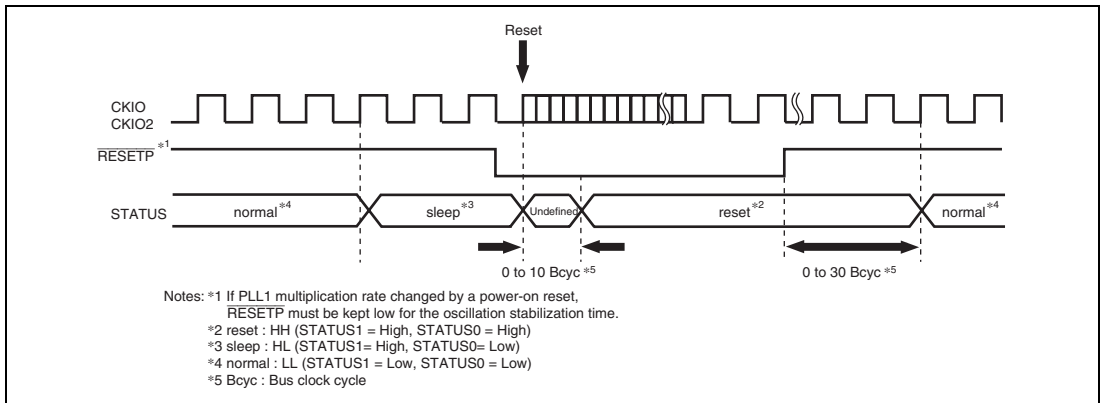 Reset
CKIO
CKIO2
RESETP *1
STATUS
normal*4
sleep*3
Undefined
reset*2
normal*4
0 to 10 Bcyc *5
0 to 30 Bcyc *5
Notes: *1 If PLL1 multiplication rate changed by a power-on reset,
RESETP must be kept low for the oscillation stabilization time.
*2 reset : HH (STATUS1 = High, STATUS0 = High)
*3 sleep : HL (STATUS1= High, STATUS0= Low)
*4 normal : LL (STATUS1 = Low, STATUS0 = Low)
*5 Bcyc : Bus clock cycle